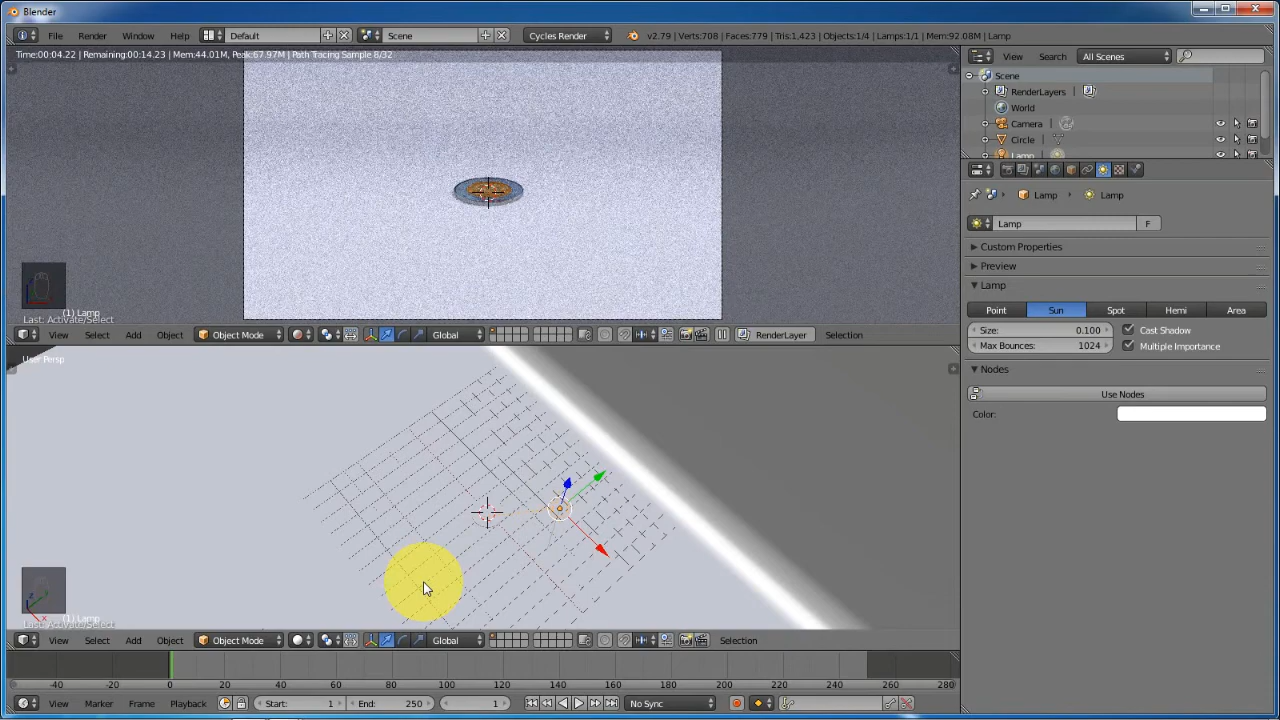 Blender
File Render Window Help Default Scene Cycles Render v2.79 | Verts:708 | Faces:779 | Tris:1,423 | Objects:1/4 | Lamps:1/1 | Mem:92.08M | Lamp
Time:00:04.22 | Remaining:00:14.23 | Mem:44.01M, Peak:67.97M | Path Tracing Sample 8/32
View Search All Scenes
Scene
RenderLayers
World
Camera
Circle
Lamp
Lamp Lamp
Lamp F
Custom Properties
Preview
Lamp
Point Sun Spot Hemi Area
Size: 0.100 Cast Shadow
Max Bounces: 1024 Multiple Importance
Nodes
Use Nodes
Color:
(1) Lamp
Last: Activate/Select
View Select Add Object Object Mode Global RenderLayer Selection
User Persp
z
x
(1) Lamp
Last: Activate/Select
View Select Add Object Object Mode Global Selection
-40 -20 0 20 40 60 80 100 120 140 160 180 200 220 240 260 280
View Marker Frame Playback Start: 1 End: 250 1 No Sync